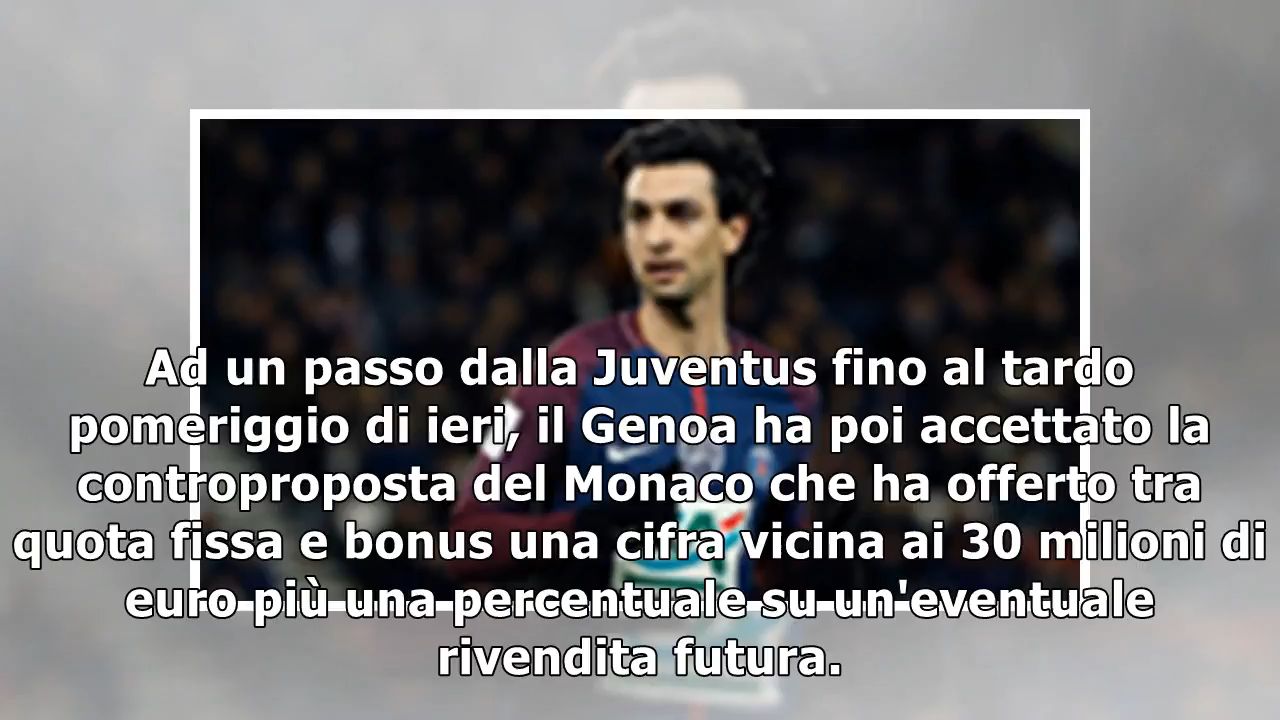 Ad un passo dalla Juventus fino al tardo
pomeriggio di ieri, il Genoa ha poi accettato la
controproposta del Monaco che ha offerto tra
quota fissa e bonus una cifra vicina ai 30 milioni di
euro più una percentuale su un'eventuale
rivendita futura.